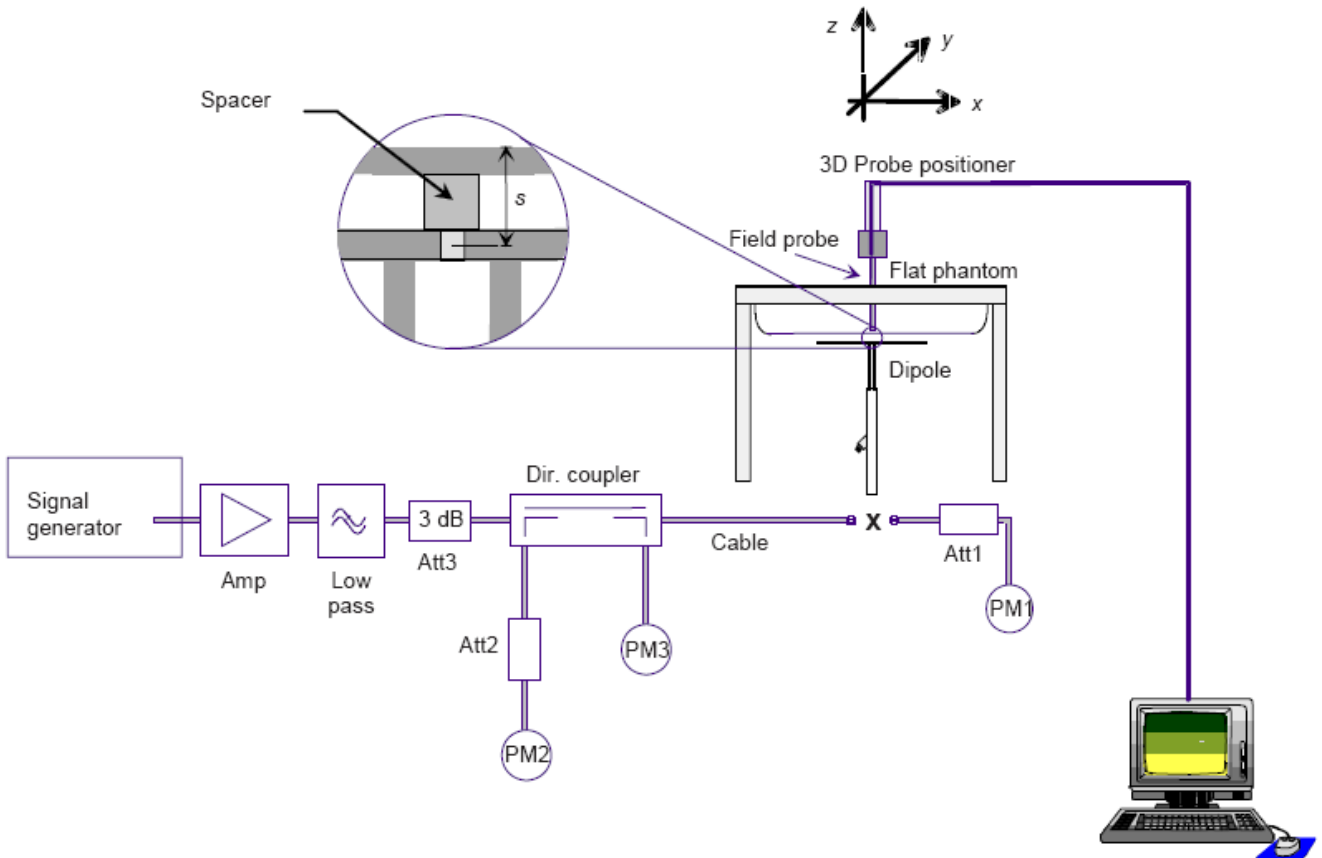 z
y
x
Spacer
s
3D Probe positioner
Field probe
Flat phantom
Dipole
Signal
generator
Amp
Low
pass
3 dB
Att3
Dir. coupler
Cable
X
Att1
PM1
Att2
PM3
PM2